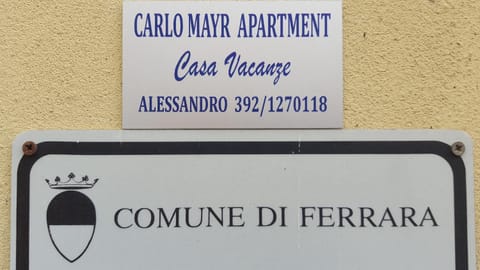 CARLO MAYR APARTMENT
Casa Vacanze
ALESSANDRO 392/1270118
COMUNE DI FERRARA